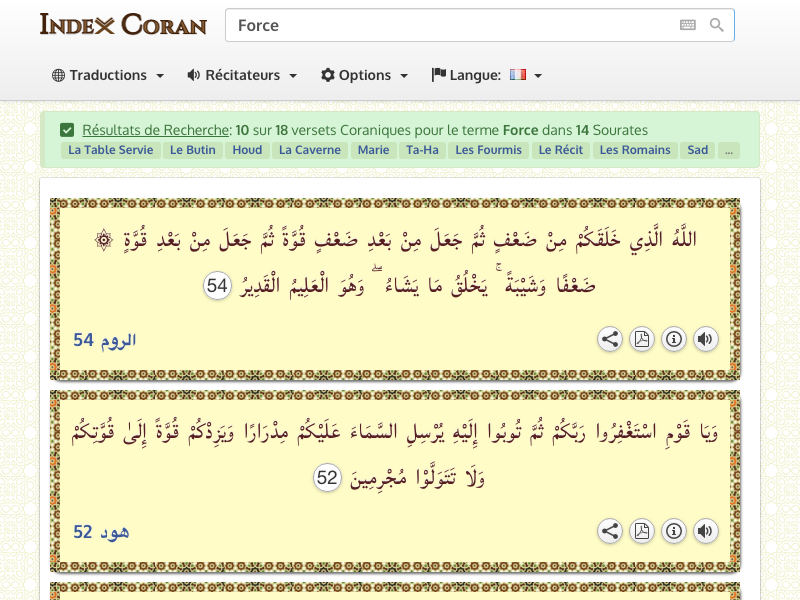 INDEX CORAN
Force
Traductions Récitateurs Options Langue:
Résultats de Recherche: 10 sur 18 versets Coraniques pour le terme Force dans 14 Sourates
La Table Servie Le Butin Houd La Caverne Marie Ta-Ha Les Fourmis Le Récit Les Romains Sad ...
۞ اللَّهُ الَّذِي خَلَقَكُمْ مِنْ ضَعْفٍ ثُمَّ جَعَلَ مِنْ بَعْدِ ضَعْفٍ قُوَّةً ثُمَّ جَعَلَ مِنْ بَعْدِ قُوَّةٍ
ضَعْفًا وَشَيْبَةً ۚ يَخْلُقُ مَا يَشَاءُ ۖ وَهُوَ الْعَلِيمُ الْقَدِيرُ 54
الروم 54
وَيَا قَوْمِ اسْتَغْفِرُوا رَبَّكُمْ ثُمَّ تُوبُوا إِلَيْهِ يُرْسِلِ السَّمَاءَ عَلَيْكُمْ مِدْرَارًا وَيَزِدْكُمْ قُوَّةً إِلَىٰ قُوَّتِكُمْ
وَلَا تَتَوَلَّوْا مُجْرِمِينَ 52
هود 52